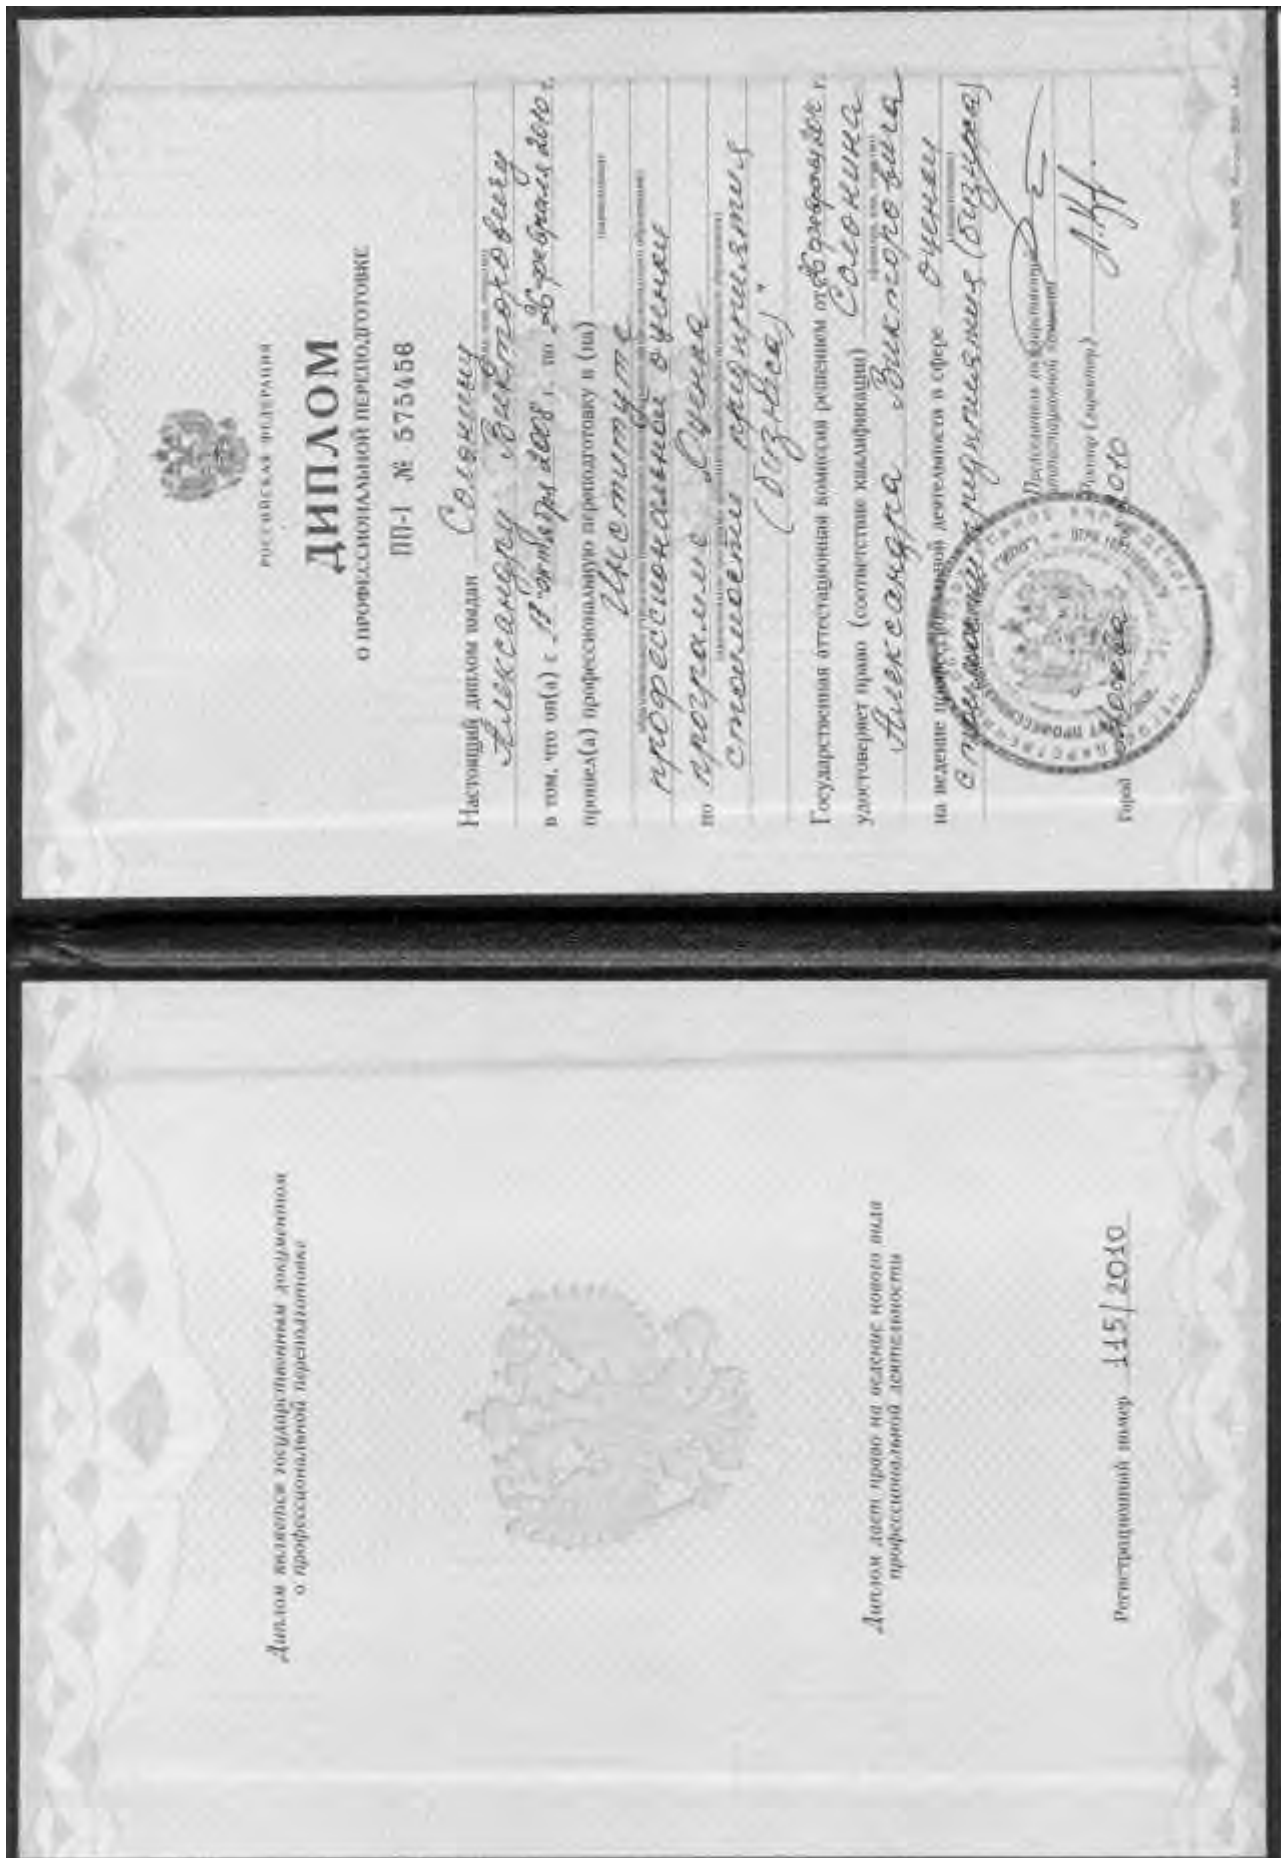 Диплом является государственным документом
о профессиональной переподготовке
Диплом дает право на ведение нового вида
профессиональной деятельности
Регистрационный номер 115/2010
РОССИЙСКАЯ ФЕДЕРАЦИЯ
ДИПЛОМ
О ПРОФЕССИОНАЛЬНОЙ ПЕРЕПОДГОТОВКЕ
ПП-I № 575456
Настоящий диплом выдан Солонину
Александру Викторовичу
в том, что он(а) с октября 2008 г. по февраля 2010 г.
прошел(а) профессиональную переподготовку в (на)
Институте
профессиональной оценки
по программе „Оценка
стоимости предприятия
(бизнеса)"
Государственная аттестационная комиссия решением от
удостоверяет право (соответствие квалификации) Солонина
Александра Викторовича
на ведение профессиональной деятельности в сфере оценки
стоимости предприятия (бизнеса)
Председатель государственной
аттестационной комиссии
Ректор (директор)
Город Москва 2010